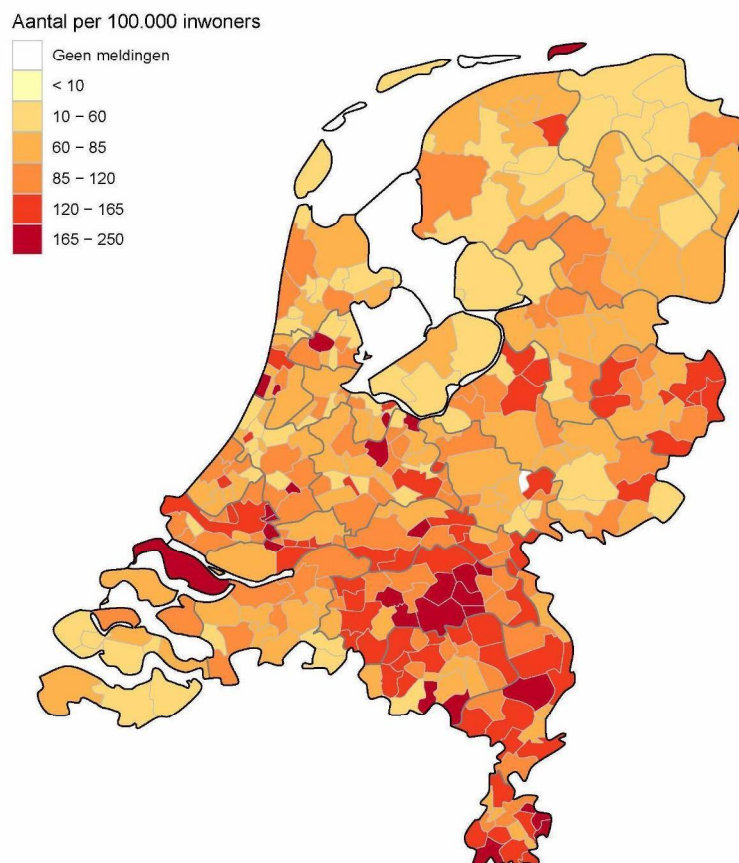 Aantal per 100.000 inwoners
Geen meldingen
< 10
10 − 60
60 − 85
85 − 120
120 − 165
165 − 250